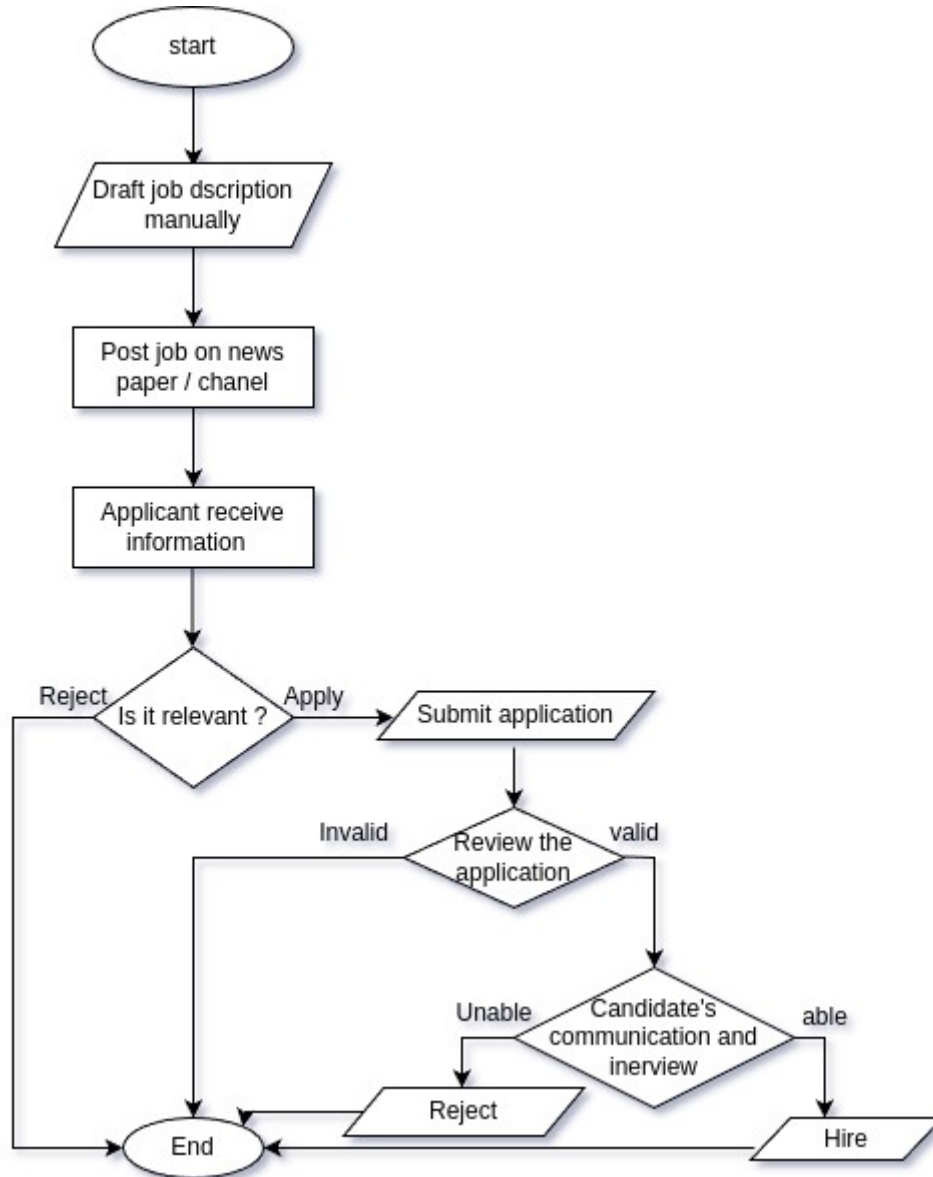 start
Draft job dscription
manually
Post job on news
paper / chanel
Applicant receive
information
Reject
Is it relevant ?
Apply
Submit application
Invalid
Review the
application
valid
Unable
Candidate's
communication and
inerview
able
Reject
Hire
End